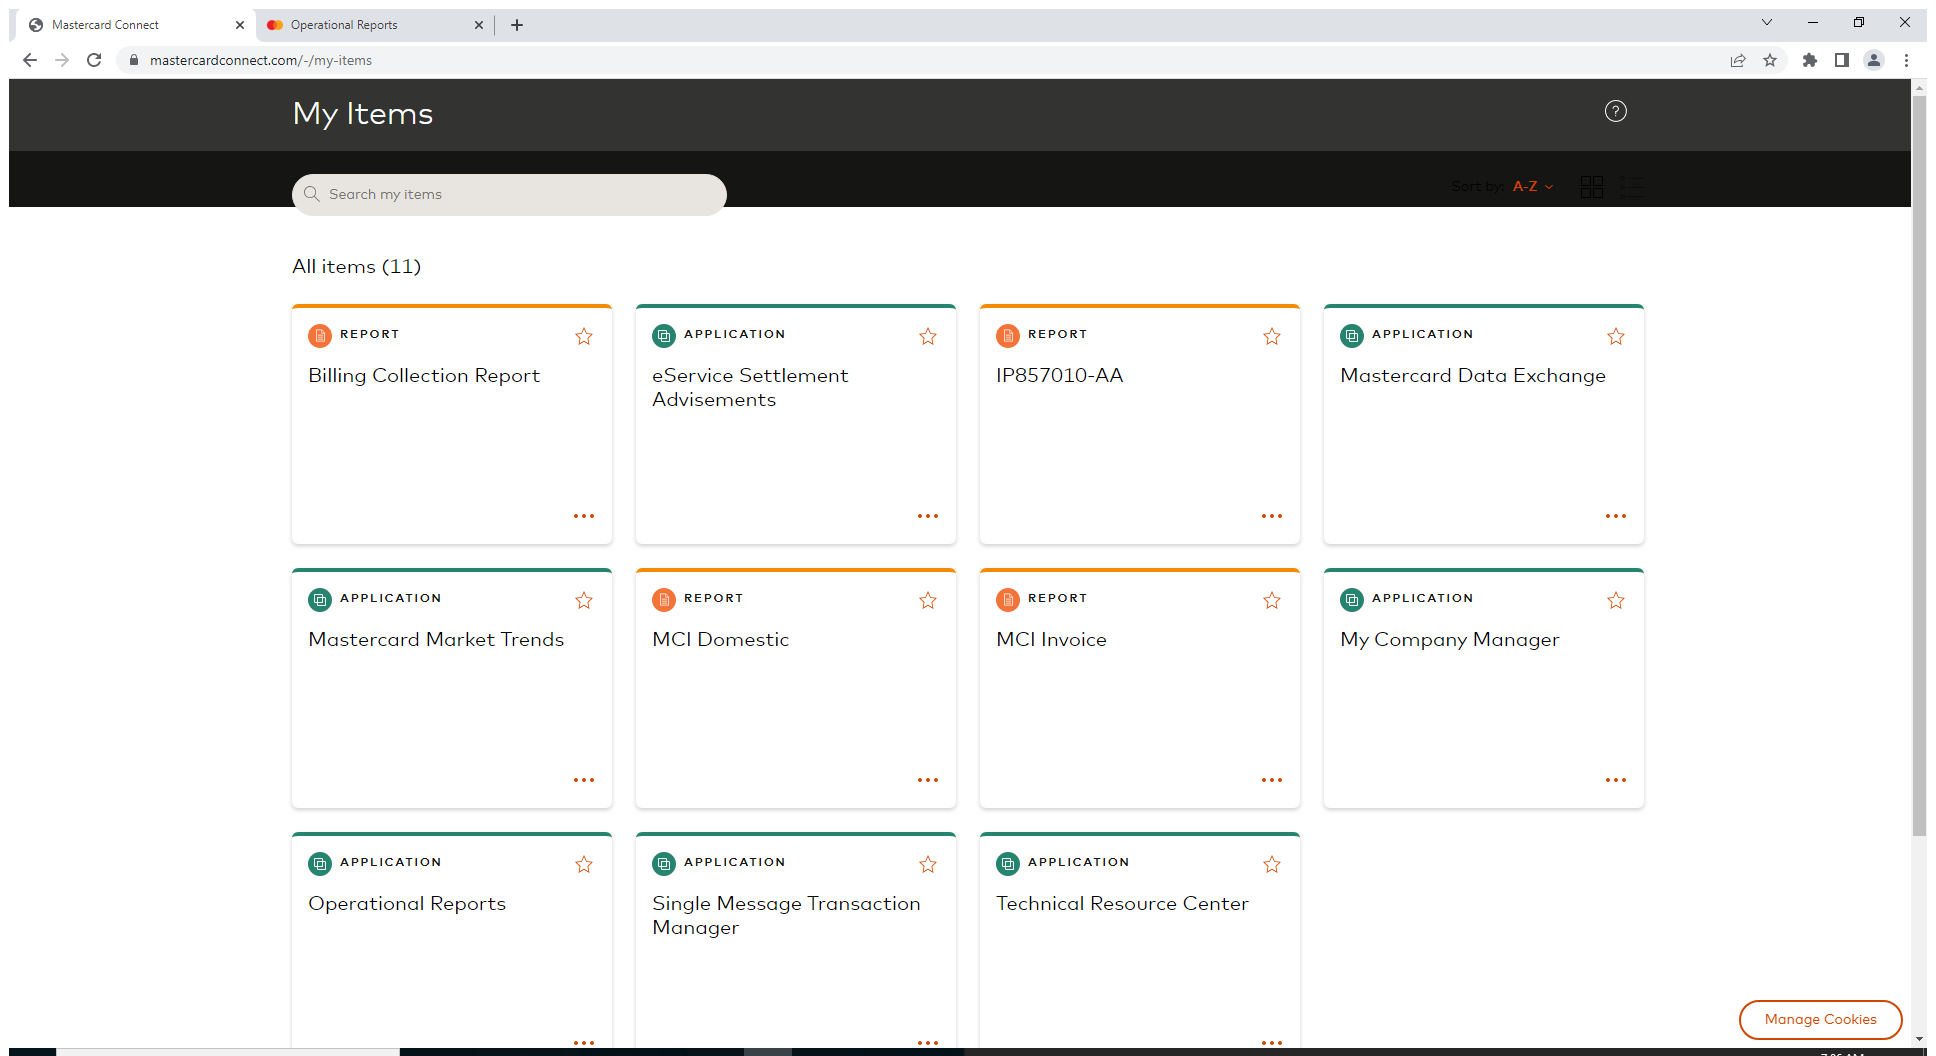 Mastercard Connect
Operational Reports
mastercardconnect.com/-/my-items
My Items
?
Search my items
Sort by: A-Z
All items (11)
REPORT
Billing Collection Report
APPLICATION
eService Settlement
Advisements
REPORT
IP857010-AA
APPLICATION
Mastercard Data Exchange
APPLICATION
Mastercard Market Trends
REPORT
MCI Domestic
REPORT
MCI Invoice
APPLICATION
My Company Manager
APPLICATION
Operational Reports
APPLICATION
Single Message Transaction
Manager
APPLICATION
Technical Resource Center
Manage Cookies